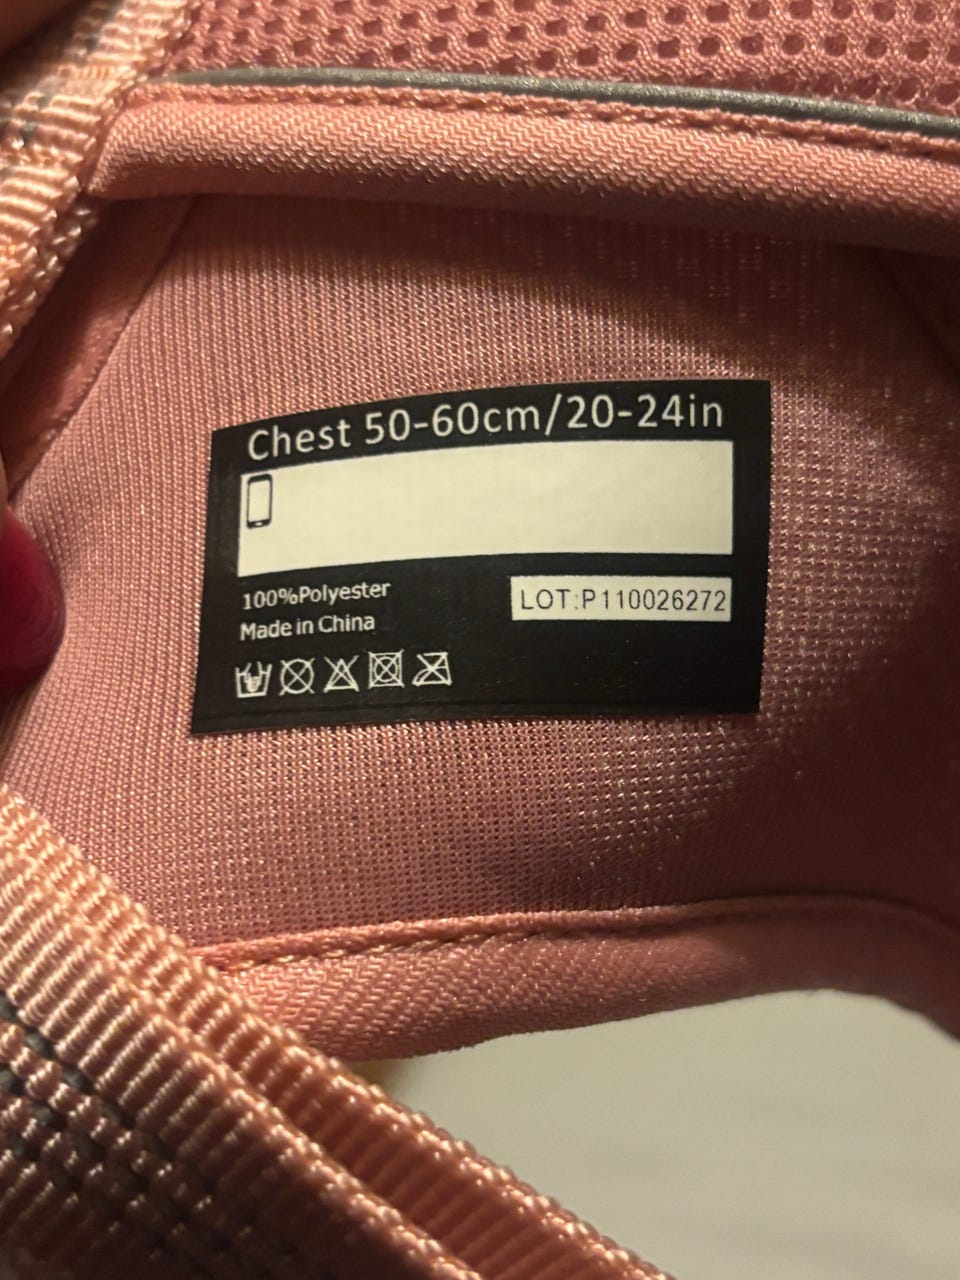 Chest 50-60cm/20-24in
100%Polyester
Made in China
LOT:P110026272